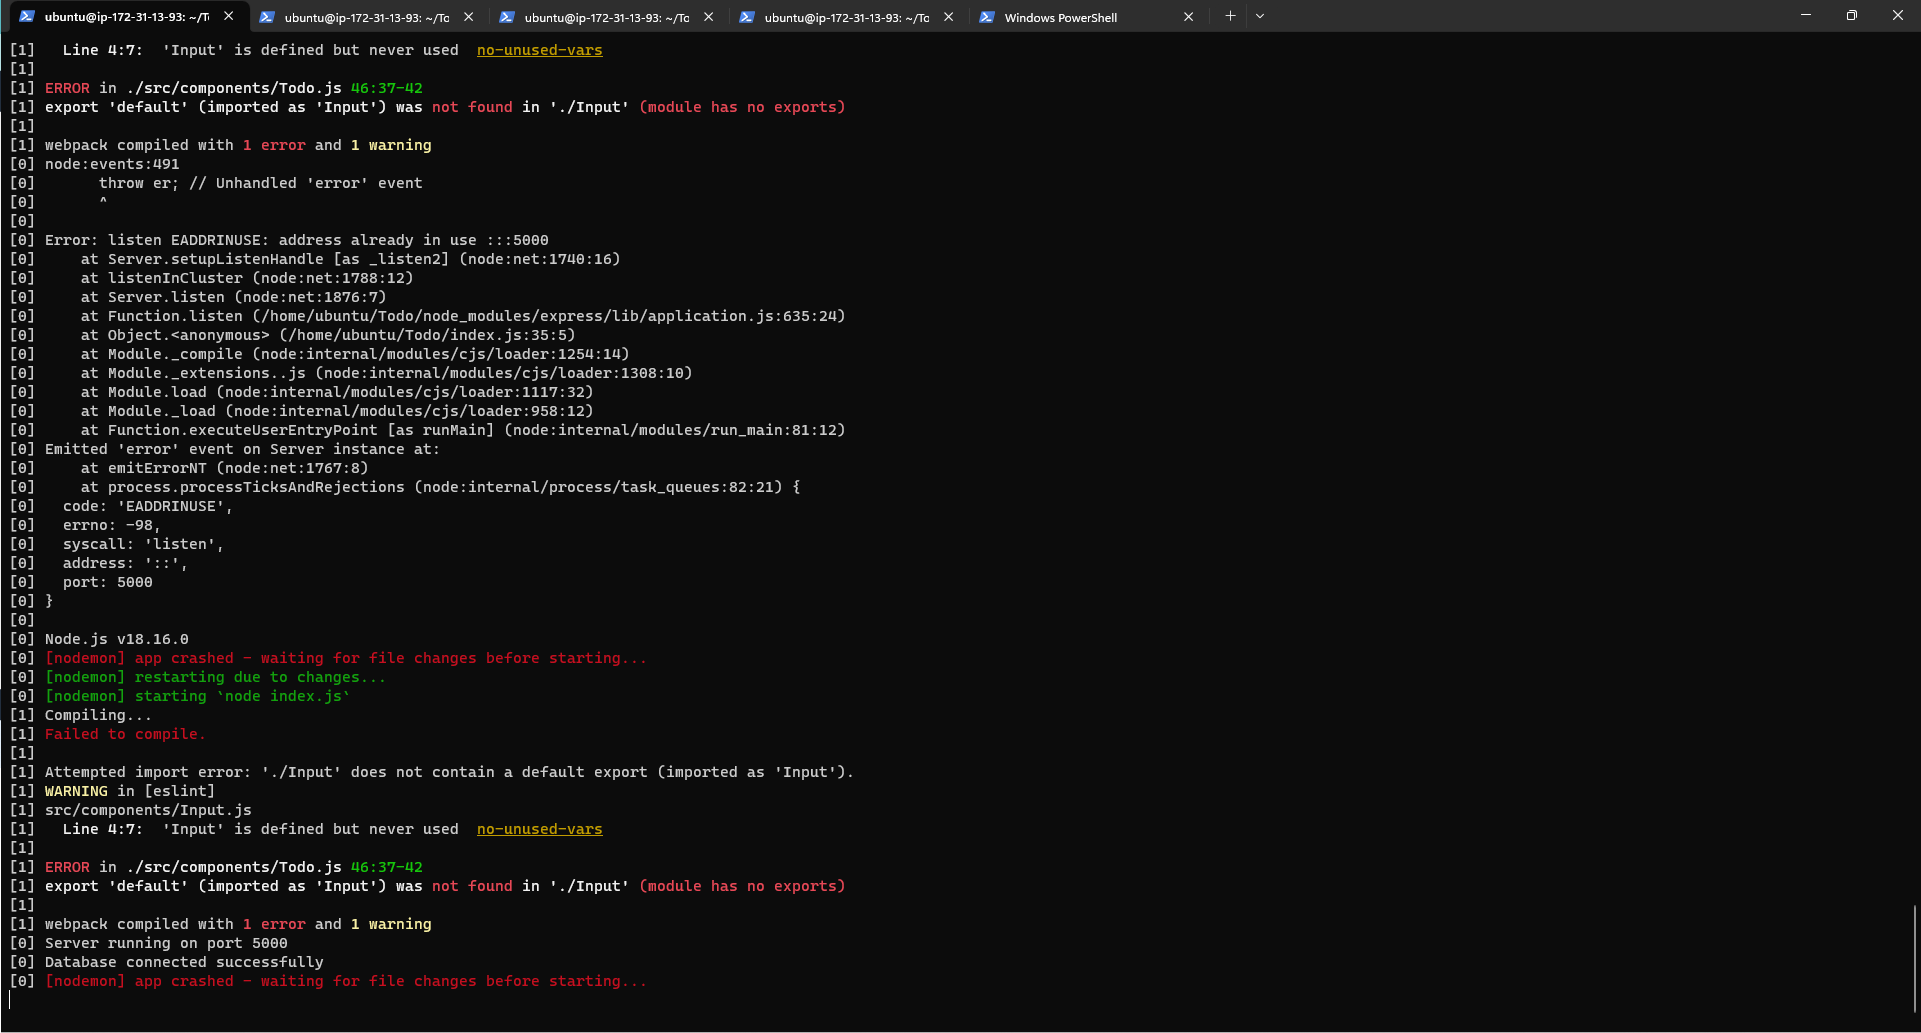 ubuntu@ip-172-31-13-93: ~/To
ubuntu@ip-172-31-13-93: ~/To
ubuntu@ip-172-31-13-93: ~/To
ubuntu@ip-172-31-13-93: ~/To
Windows PowerShell
[1]   Line 4:7:  'Input' is defined but never used  no-unused-vars
[1]
[1] ERROR in ./src/components/Todo.js 46:37-42
[1] export 'default' (imported as 'Input') was not found in './Input' (module has no exports)
[1]
[1] webpack compiled with 1 error and 1 warning
[0] node:events:491
[0]       throw er; // Unhandled 'error' event
[0]       ^
[0]
[0] Error: listen EADDRINUSE: address already in use :::5000
[0]     at Server.setupListenHandle [as _listen2] (node:net:1740:16)
[0]     at listenInCluster (node:net:1788:12)
[0]     at Server.listen (node:net:1876:7)
[0]     at Function.listen (/home/ubuntu/Todo/node_modules/express/lib/application.js:635:24)
[0]     at Object.<anonymous> (/home/ubuntu/Todo/index.js:35:5)
[0]     at Module._compile (node:internal/modules/cjs/loader:1254:14)
[0]     at Module._extensions..js (node:internal/modules/cjs/loader:1308:10)
[0]     at Module.load (node:internal/modules/cjs/loader:1117:32)
[0]     at Module._load (node:internal/modules/cjs/loader:958:12)
[0]     at Function.executeUserEntryPoint [as runMain] (node:internal/modules/run_main:81:12)
[0] Emitted 'error' event on Server instance at:
[0]     at emitErrorNT (node:net:1767:8)
[0]     at process.processTicksAndRejections (node:internal/process/task_queues:82:21) {
[0]   code: 'EADDRINUSE',
[0]   errno: -98,
[0]   syscall: 'listen',
[0]   address: '::',
[0]   port: 5000
[0] }
[0]
[0] Node.js v18.16.0
[0] [nodemon] app crashed - waiting for file changes before starting...
[0] [nodemon] restarting due to changes...
[0] [nodemon] starting `node index.js`
[1] Compiling...
[1] Failed to compile.
[1]
[1] Attempted import error: './Input' does not contain a default export (imported as 'Input').
[1] WARNING in [eslint]
[1] src/components/Input.js
[1]   Line 4:7:  'Input' is defined but never used  no-unused-vars
[1]
[1] ERROR in ./src/components/Todo.js 46:37-42
[1] export 'default' (imported as 'Input') was not found in './Input' (module has no exports)
[1]
[1] webpack compiled with 1 error and 1 warning
[0] Server running on port 5000
[0] Database connected successfully
[0] [nodemon] app crashed - waiting for file changes before starting...